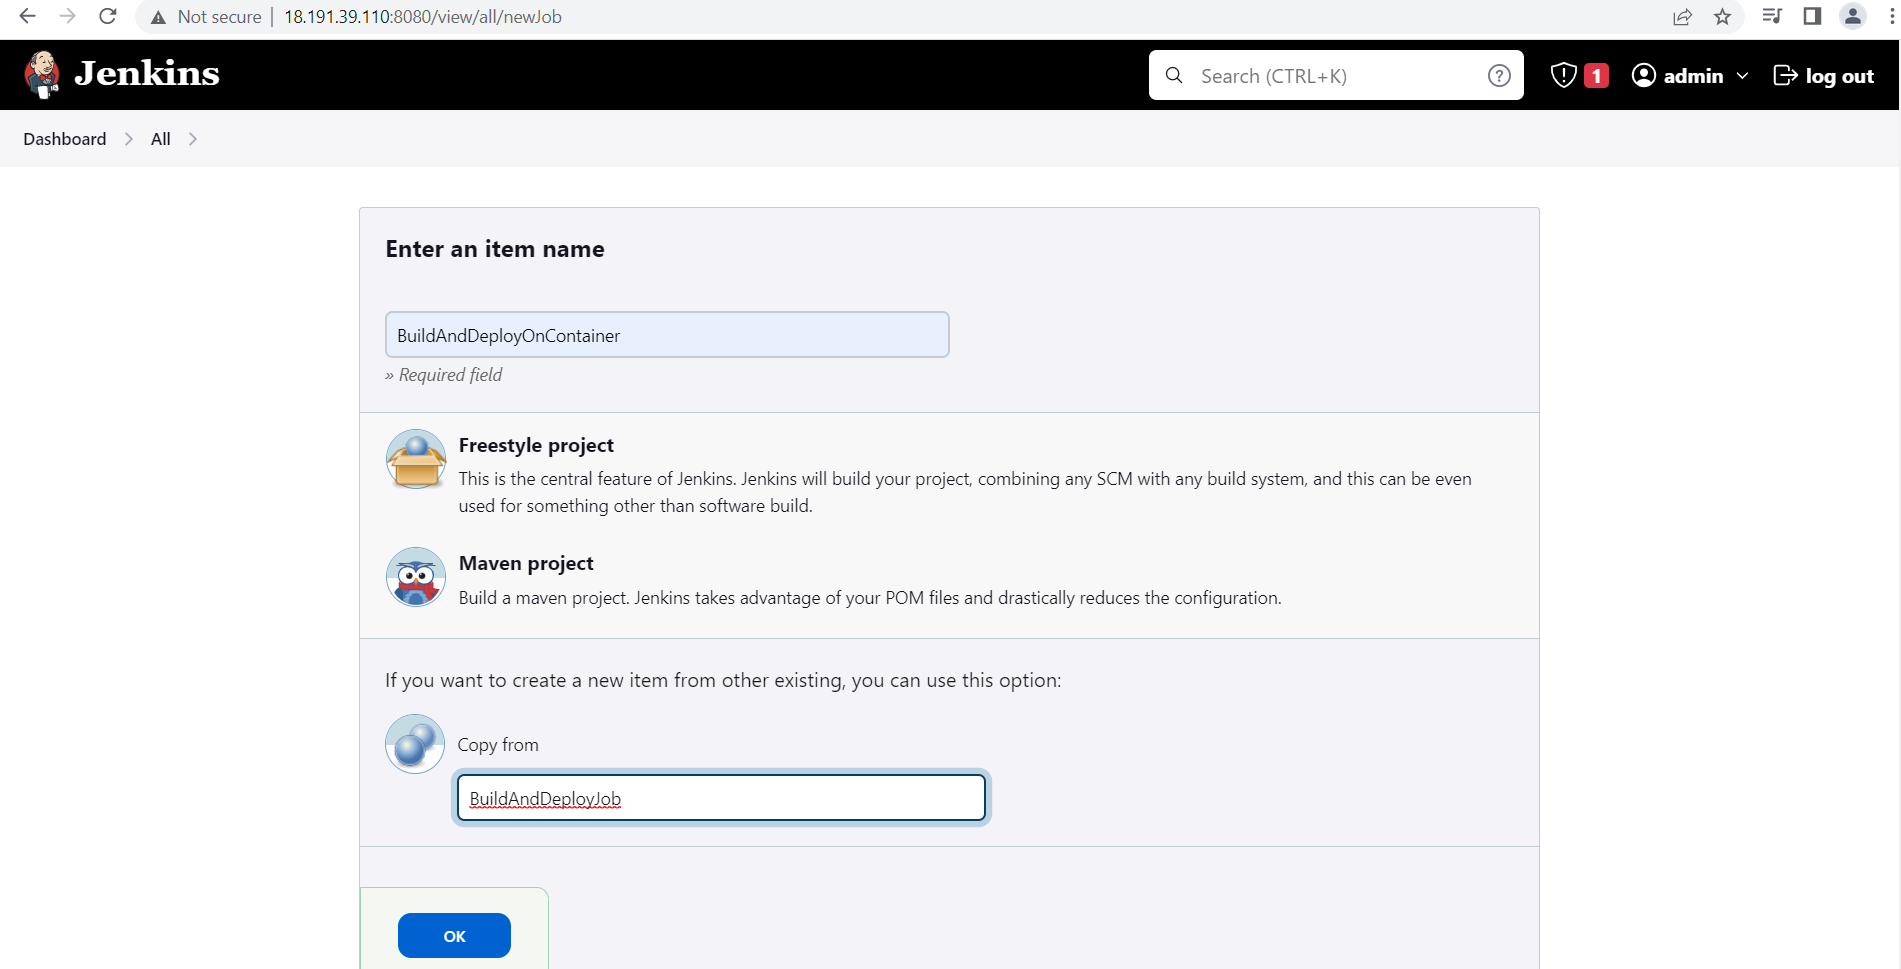 Not secure | 18.191.39.110:8080/view/all/newJob
Jenkins
Search (CTRL+K)
?
1
admin
log out
Dashboard
All
Enter an item name
BuildAndDeployOnContainer
» Required field
Freestyle project
This is the central feature of Jenkins. Jenkins will build your project, combining any SCM with any build system, and this can be even
used for something other than software build.
Maven project
Build a maven project. Jenkins takes advantage of your POM files and drastically reduces the configuration.
If you want to create a new item from other existing, you can use this option:
Copy from
BuildAndDeployJob
OK